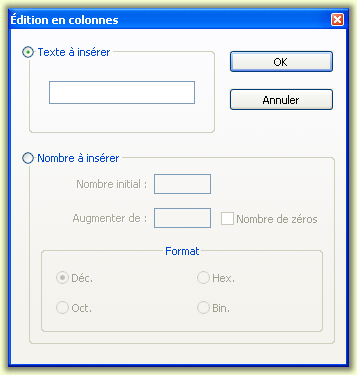 Édition en colonnes
Texte à insérer
OK
Annuler
Nombre à insérer
Nombre initial :
Augmenter de :
Nombre de zéros
Format
Déc.
Hex.
Oct.
Bin.